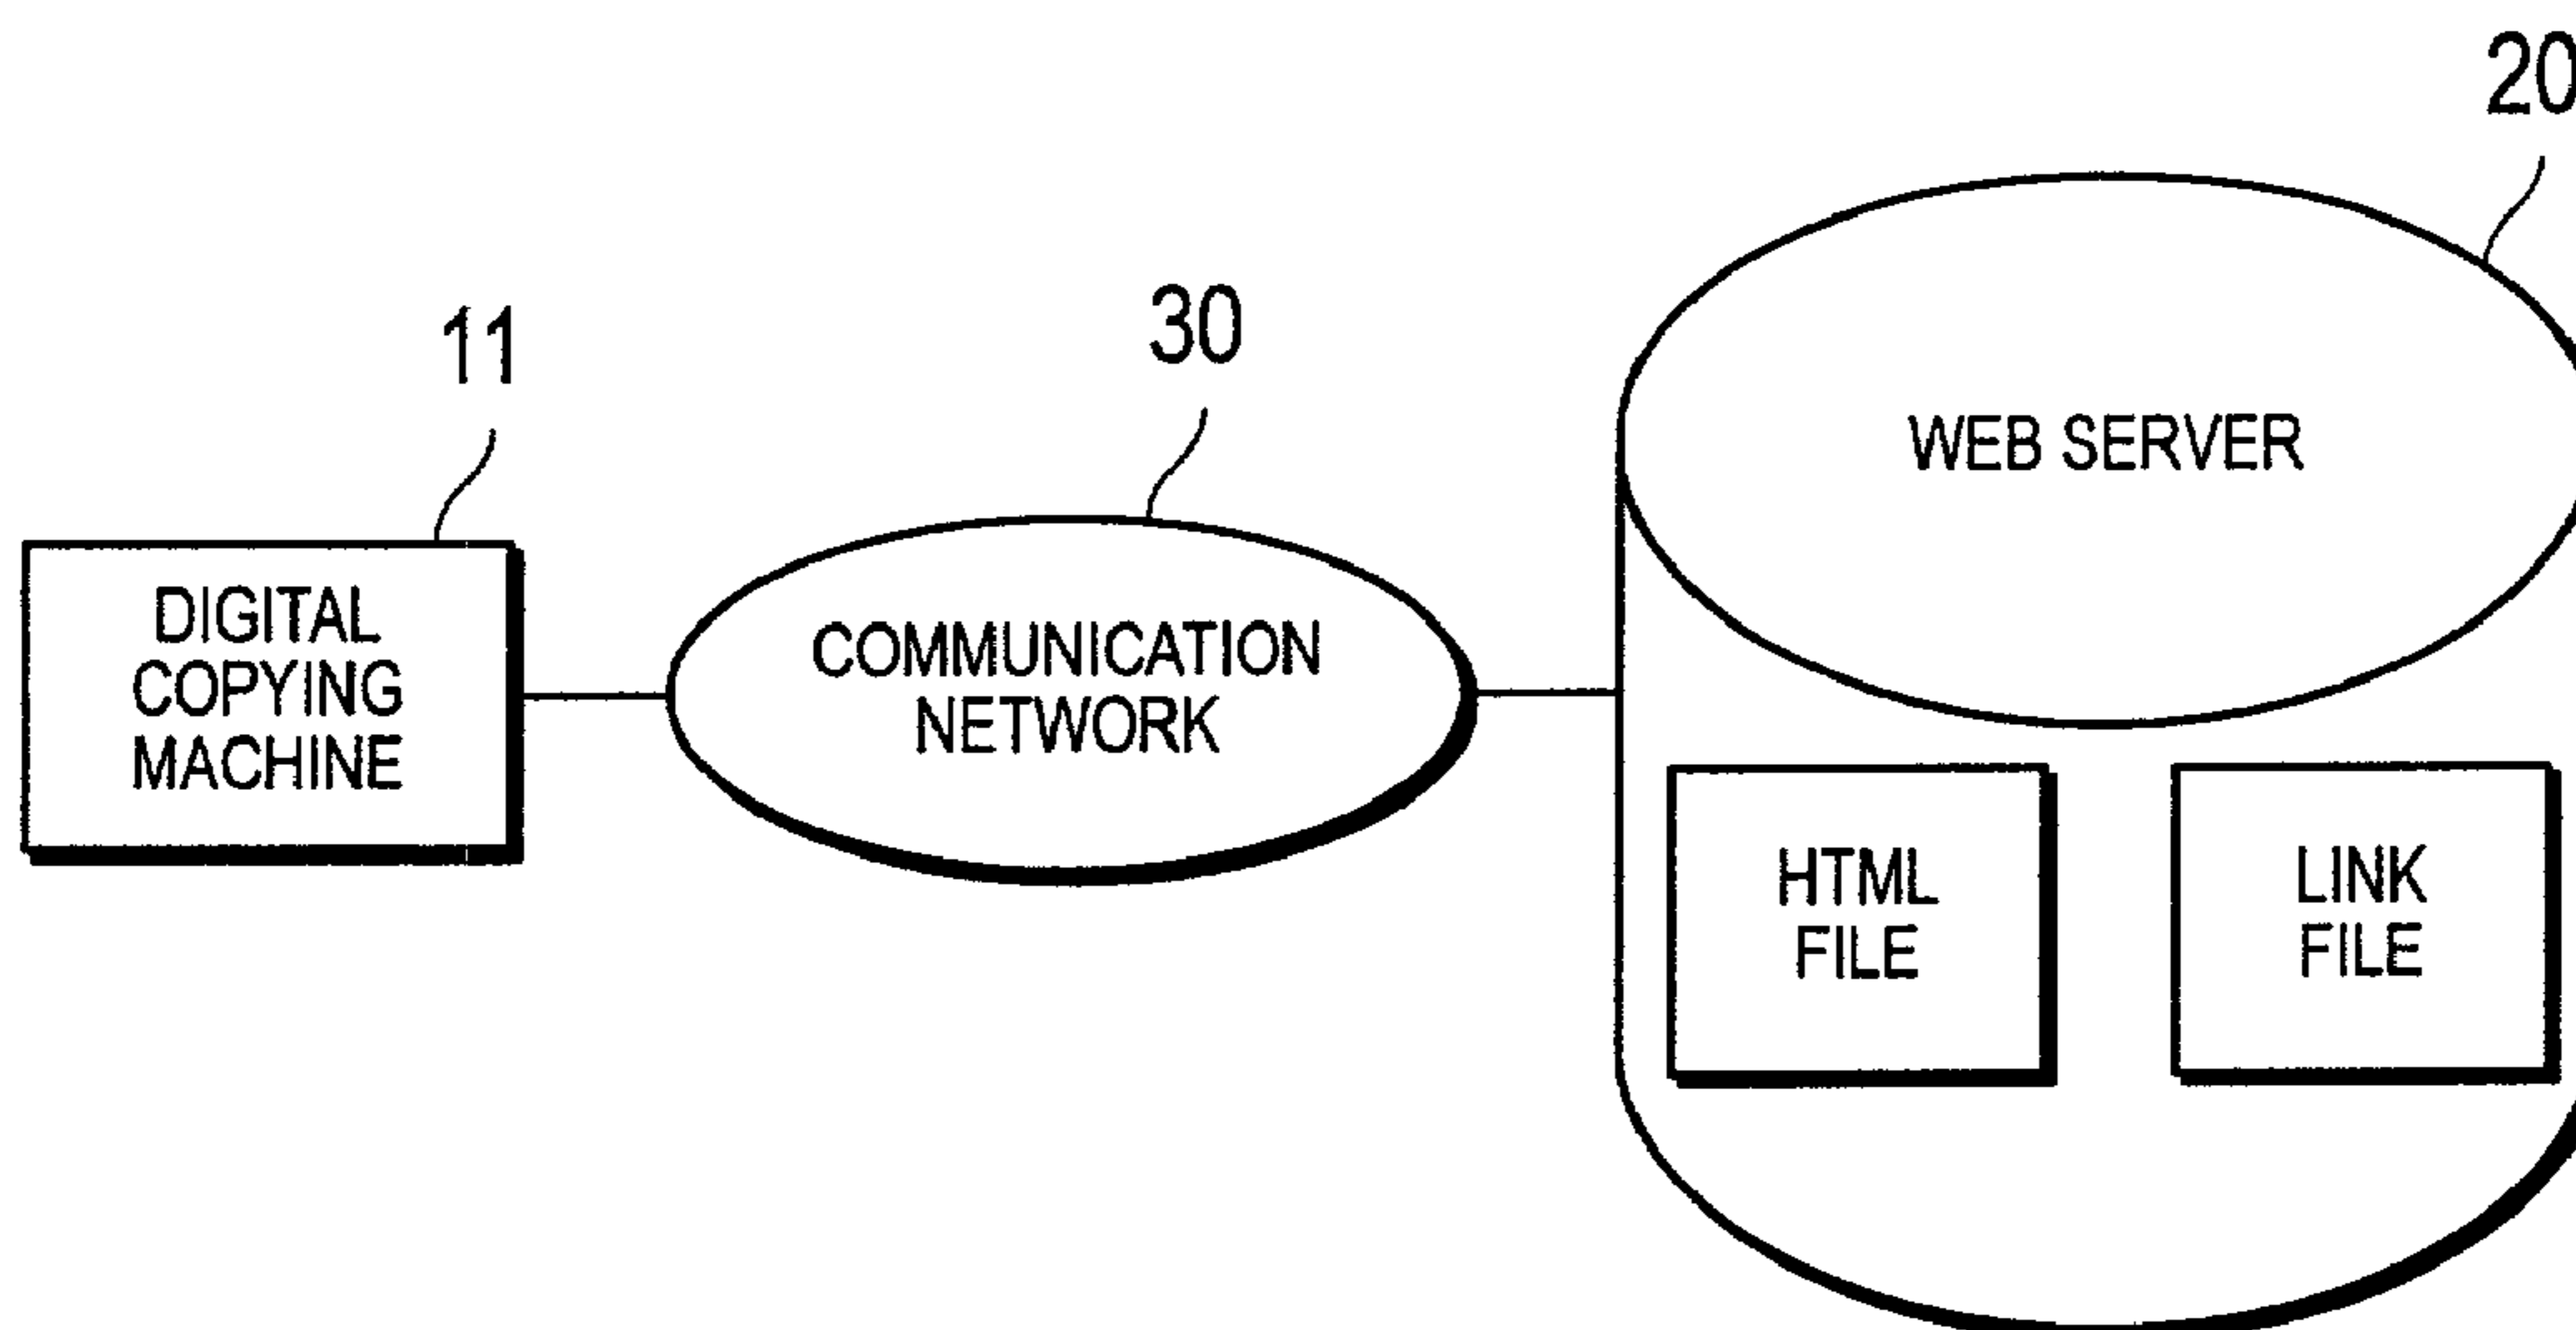 20
30
11
WEB SERVER
DIGITAL
COPYING
MACHINE
COMMUNICATION
NETWORK
HTML
FILE
LINK
FILE